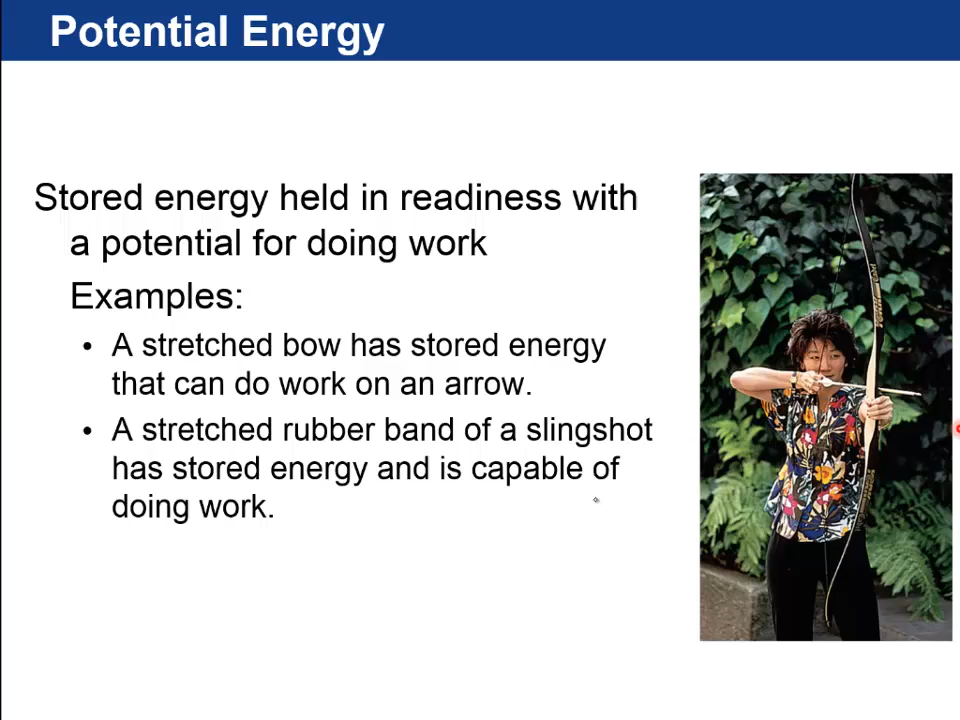 Potential Energy
Stored energy held in readiness with
a potential for doing work
Examples:
• A stretched bow has stored energy
that can do work on an arrow.
• A stretched rubber band of a slingshot
has stored energy and is capable of
doing work.